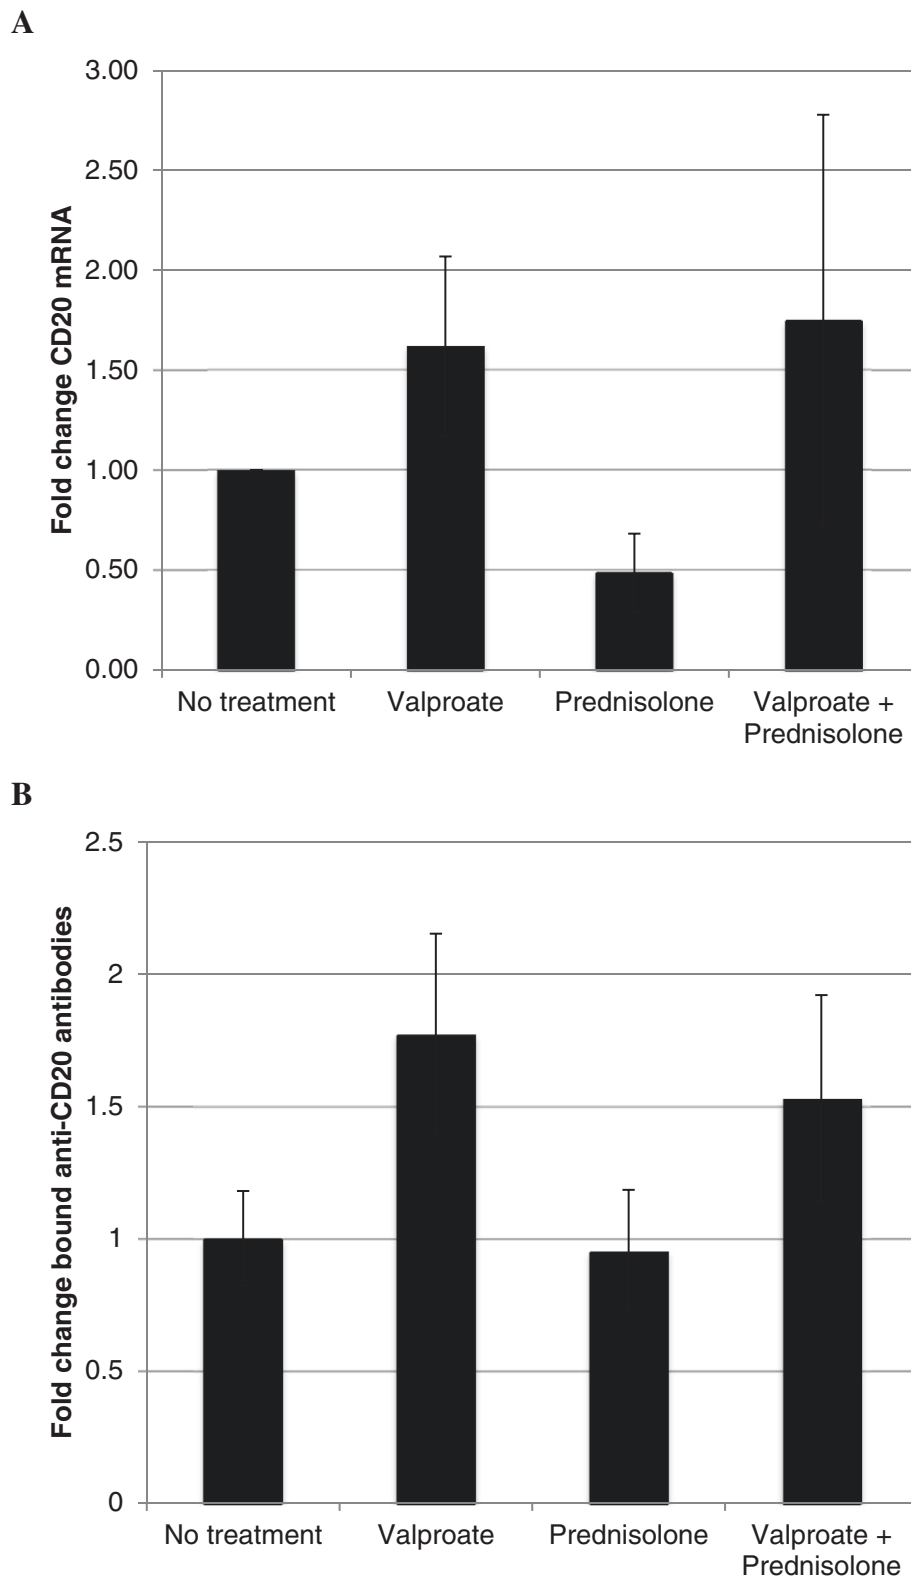 A
3.00
2.50
2.00
1.50
1.00
0.50
0.00
Fold change CD20 mRNA
No treatment
Valproate
Prednisolone
Valproate +
Prednisolone
B
2.5
2
1.5
1
0.5
0
Fold change bound anti-CD20 antibodies
No treatment
Valproate
Prednisolone
Valproate +
Prednisolone